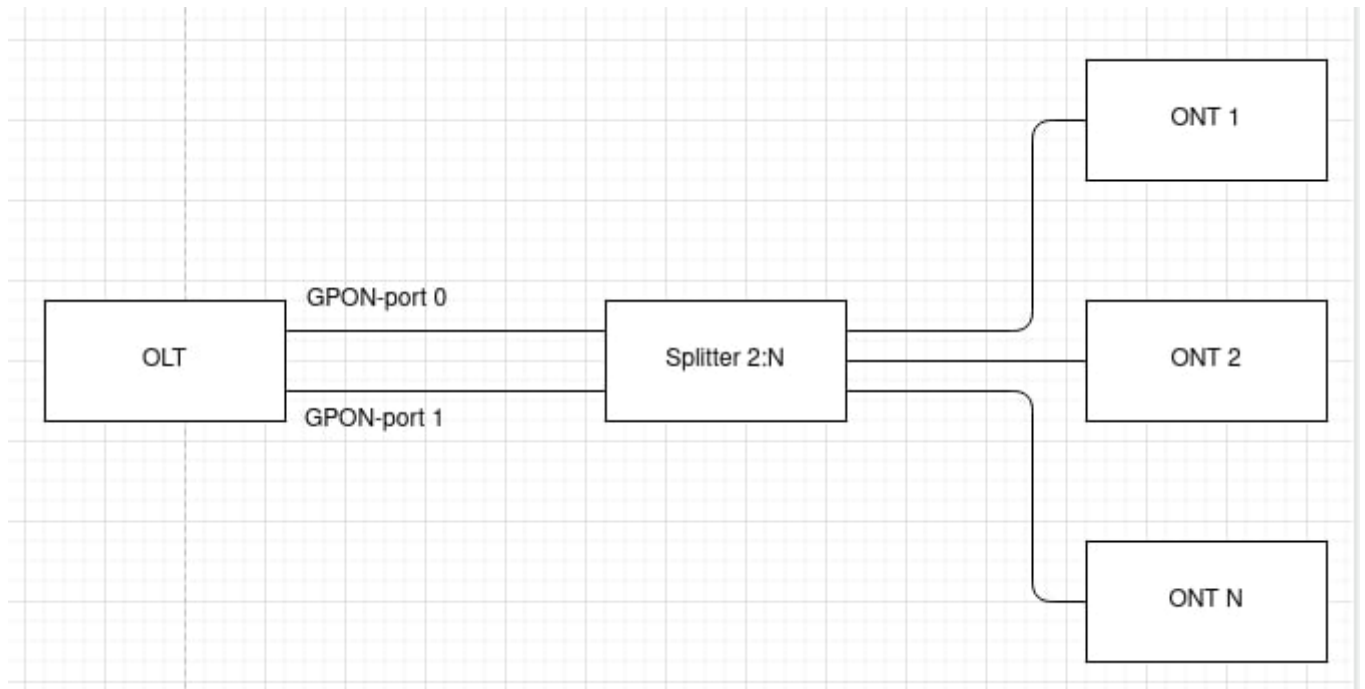 GPON-port 0
OLT
GPON-port 1
Splitter 2:N
ONT 1
ONT 2
ONT N